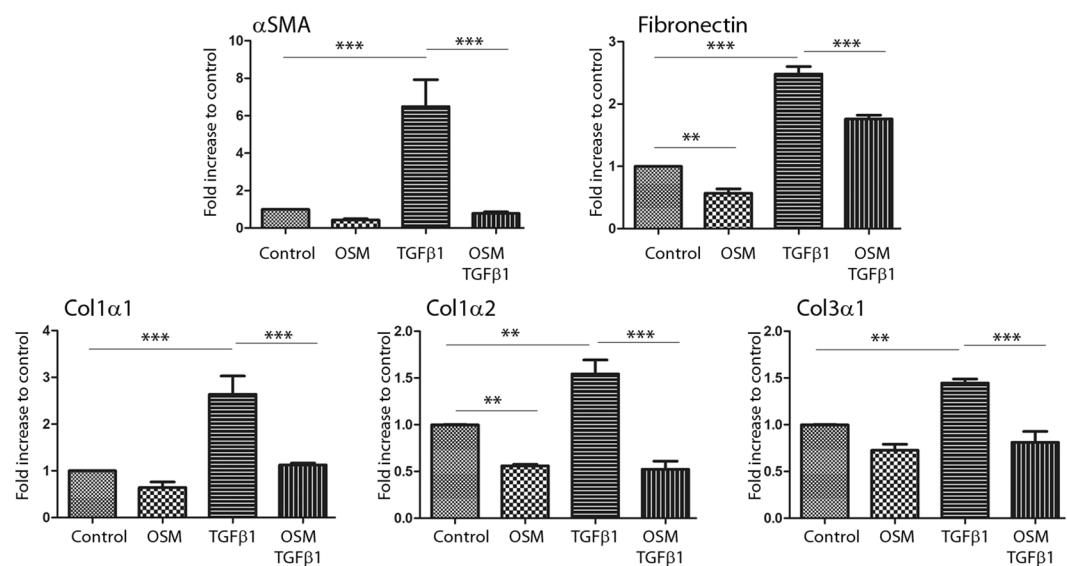 αSMA
Fold increase to control
10
8
6
4
2
0
***
***
Control OSM TGFβ1 OSM
TGFβ1
Fibronectin
Fold increase to control
3
2
1
0
***
***
**
Control OSM TGFβ1 OSM
TGFβ1
Col1α1
Fold increase to control
4
3
2
1
0
***
***
Control OSM TGFβ1 OSM
TGFβ1
Col1α2
Fold increase to control
2.0
1.5
1.0
0.5
0.0
**
***
**
Control OSM TGFβ1 OSM
TGFβ1
Col3α1
Fold increase to control
2.0
1.5
1.0
0.5
0.0
**
***
Control OSM TGFβ1 OSM
TGFβ1